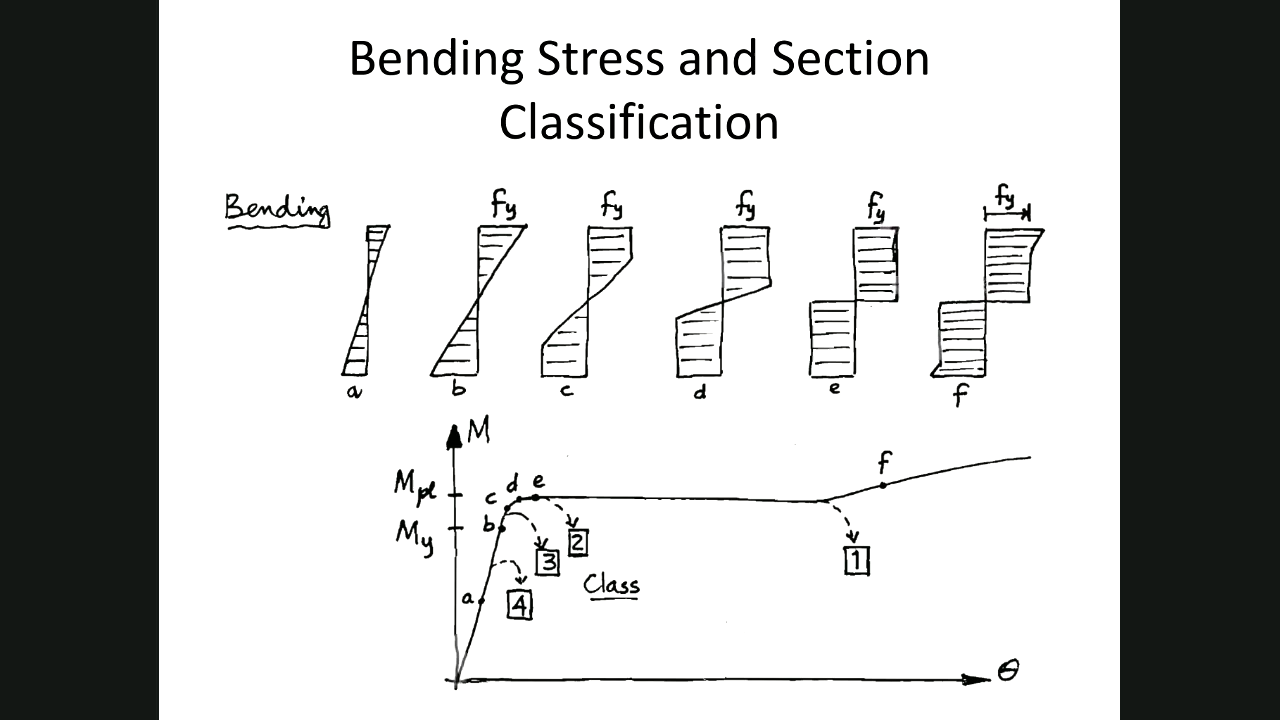 Bending Stress and Section
Classification
Bending
fy fy fy fy fy
a b c d e f
M
Mpl
My
a b c d e f
4 3 2 1
Class
θ